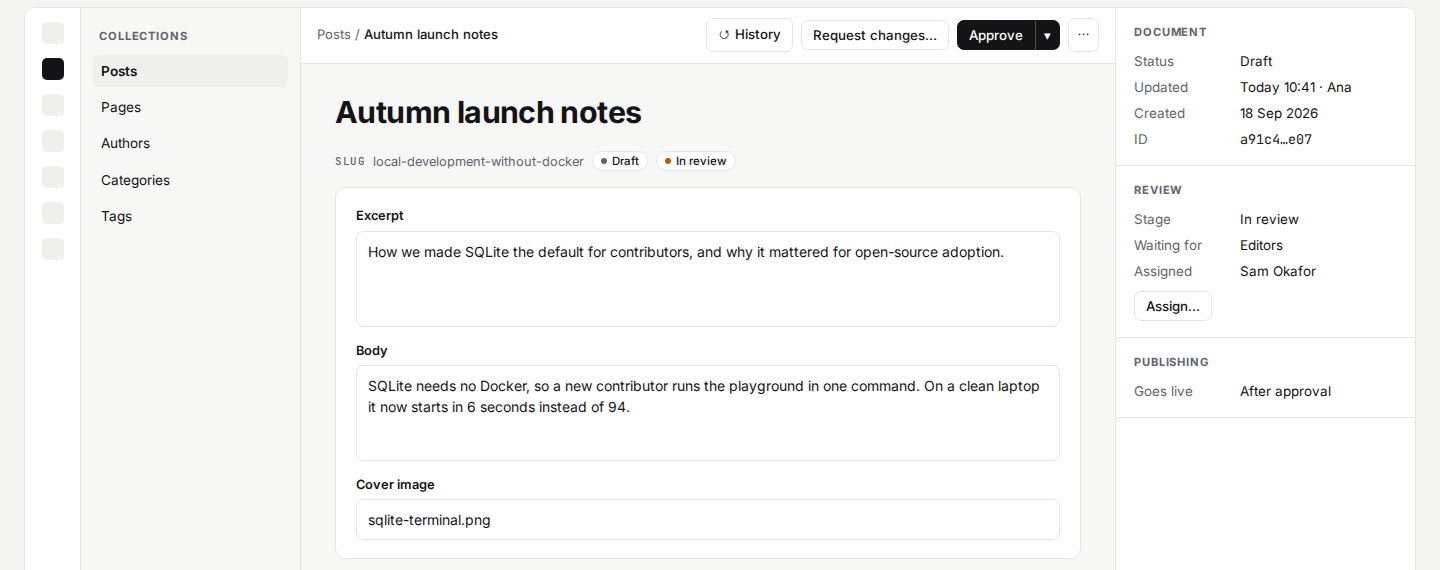 COLLECTIONS
Posts
Pages
Authors
Categories
Tags
Posts / Autumn launch notes
History
Request changes...
Approve ▾
...
Autumn launch notes
SLUG local-development-without-docker
Draft
In review
Excerpt
How we made SQLite the default for contributors, and why it mattered for open-source adoption.
Body
SQLite needs no Docker, so a new contributor runs the playground in one command. On a clean laptop
it now starts in 6 seconds instead of 94.
Cover image
sqlite-terminal.png
DOCUMENT
Status Draft
Updated Today 10:41 · Ana
Created 18 Sep 2026
ID a91c4…e07
REVIEW
Stage In review
Waiting for Editors
Assigned Sam Okafor
Assign...
PUBLISHING
Goes live After approval